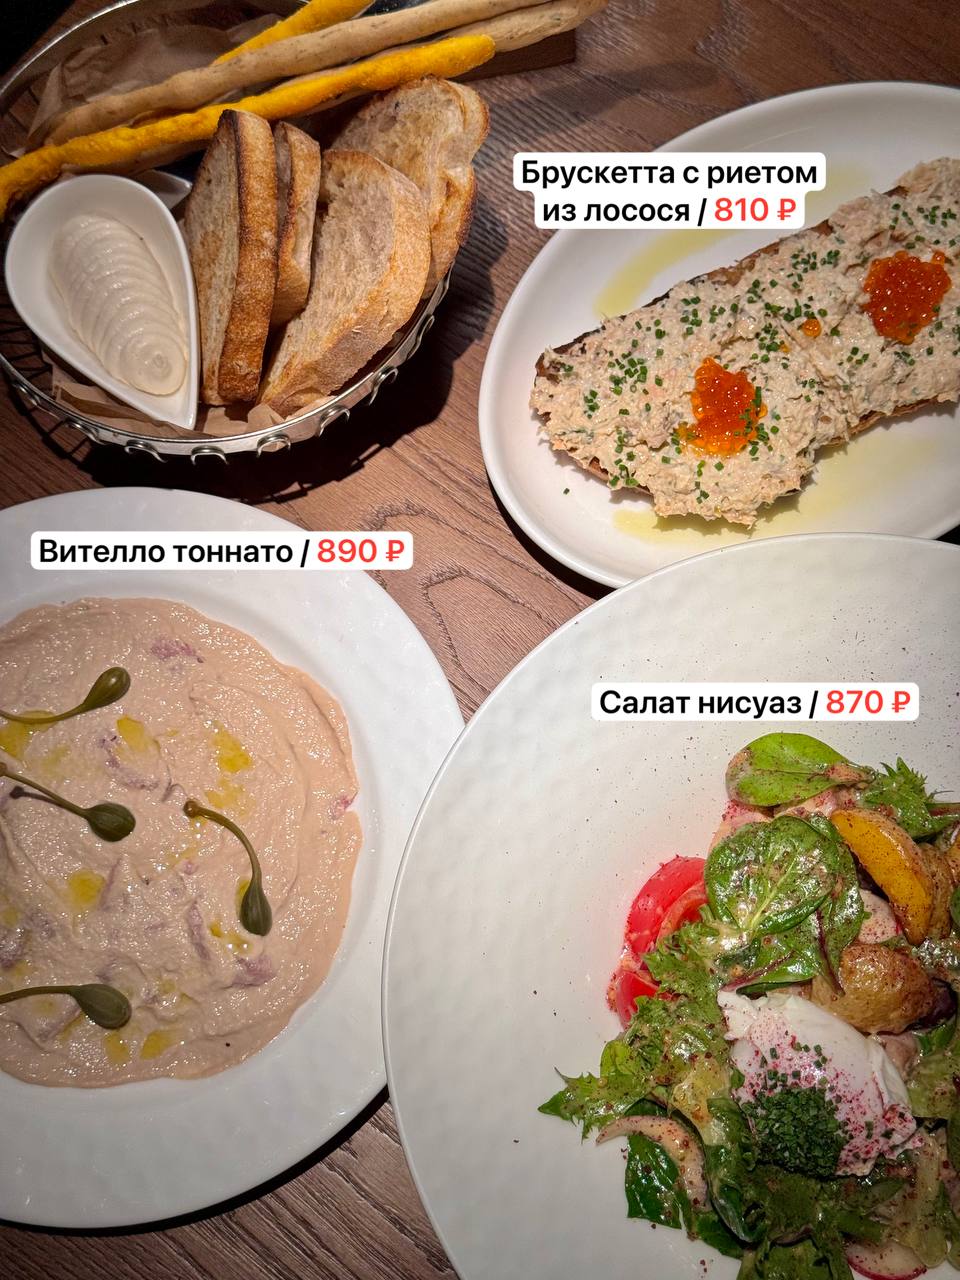 Брускетта с риетом
из лосося / 810 ₽
Вителло тоннато / 890 ₽
Салат нисуаз / 870 ₽